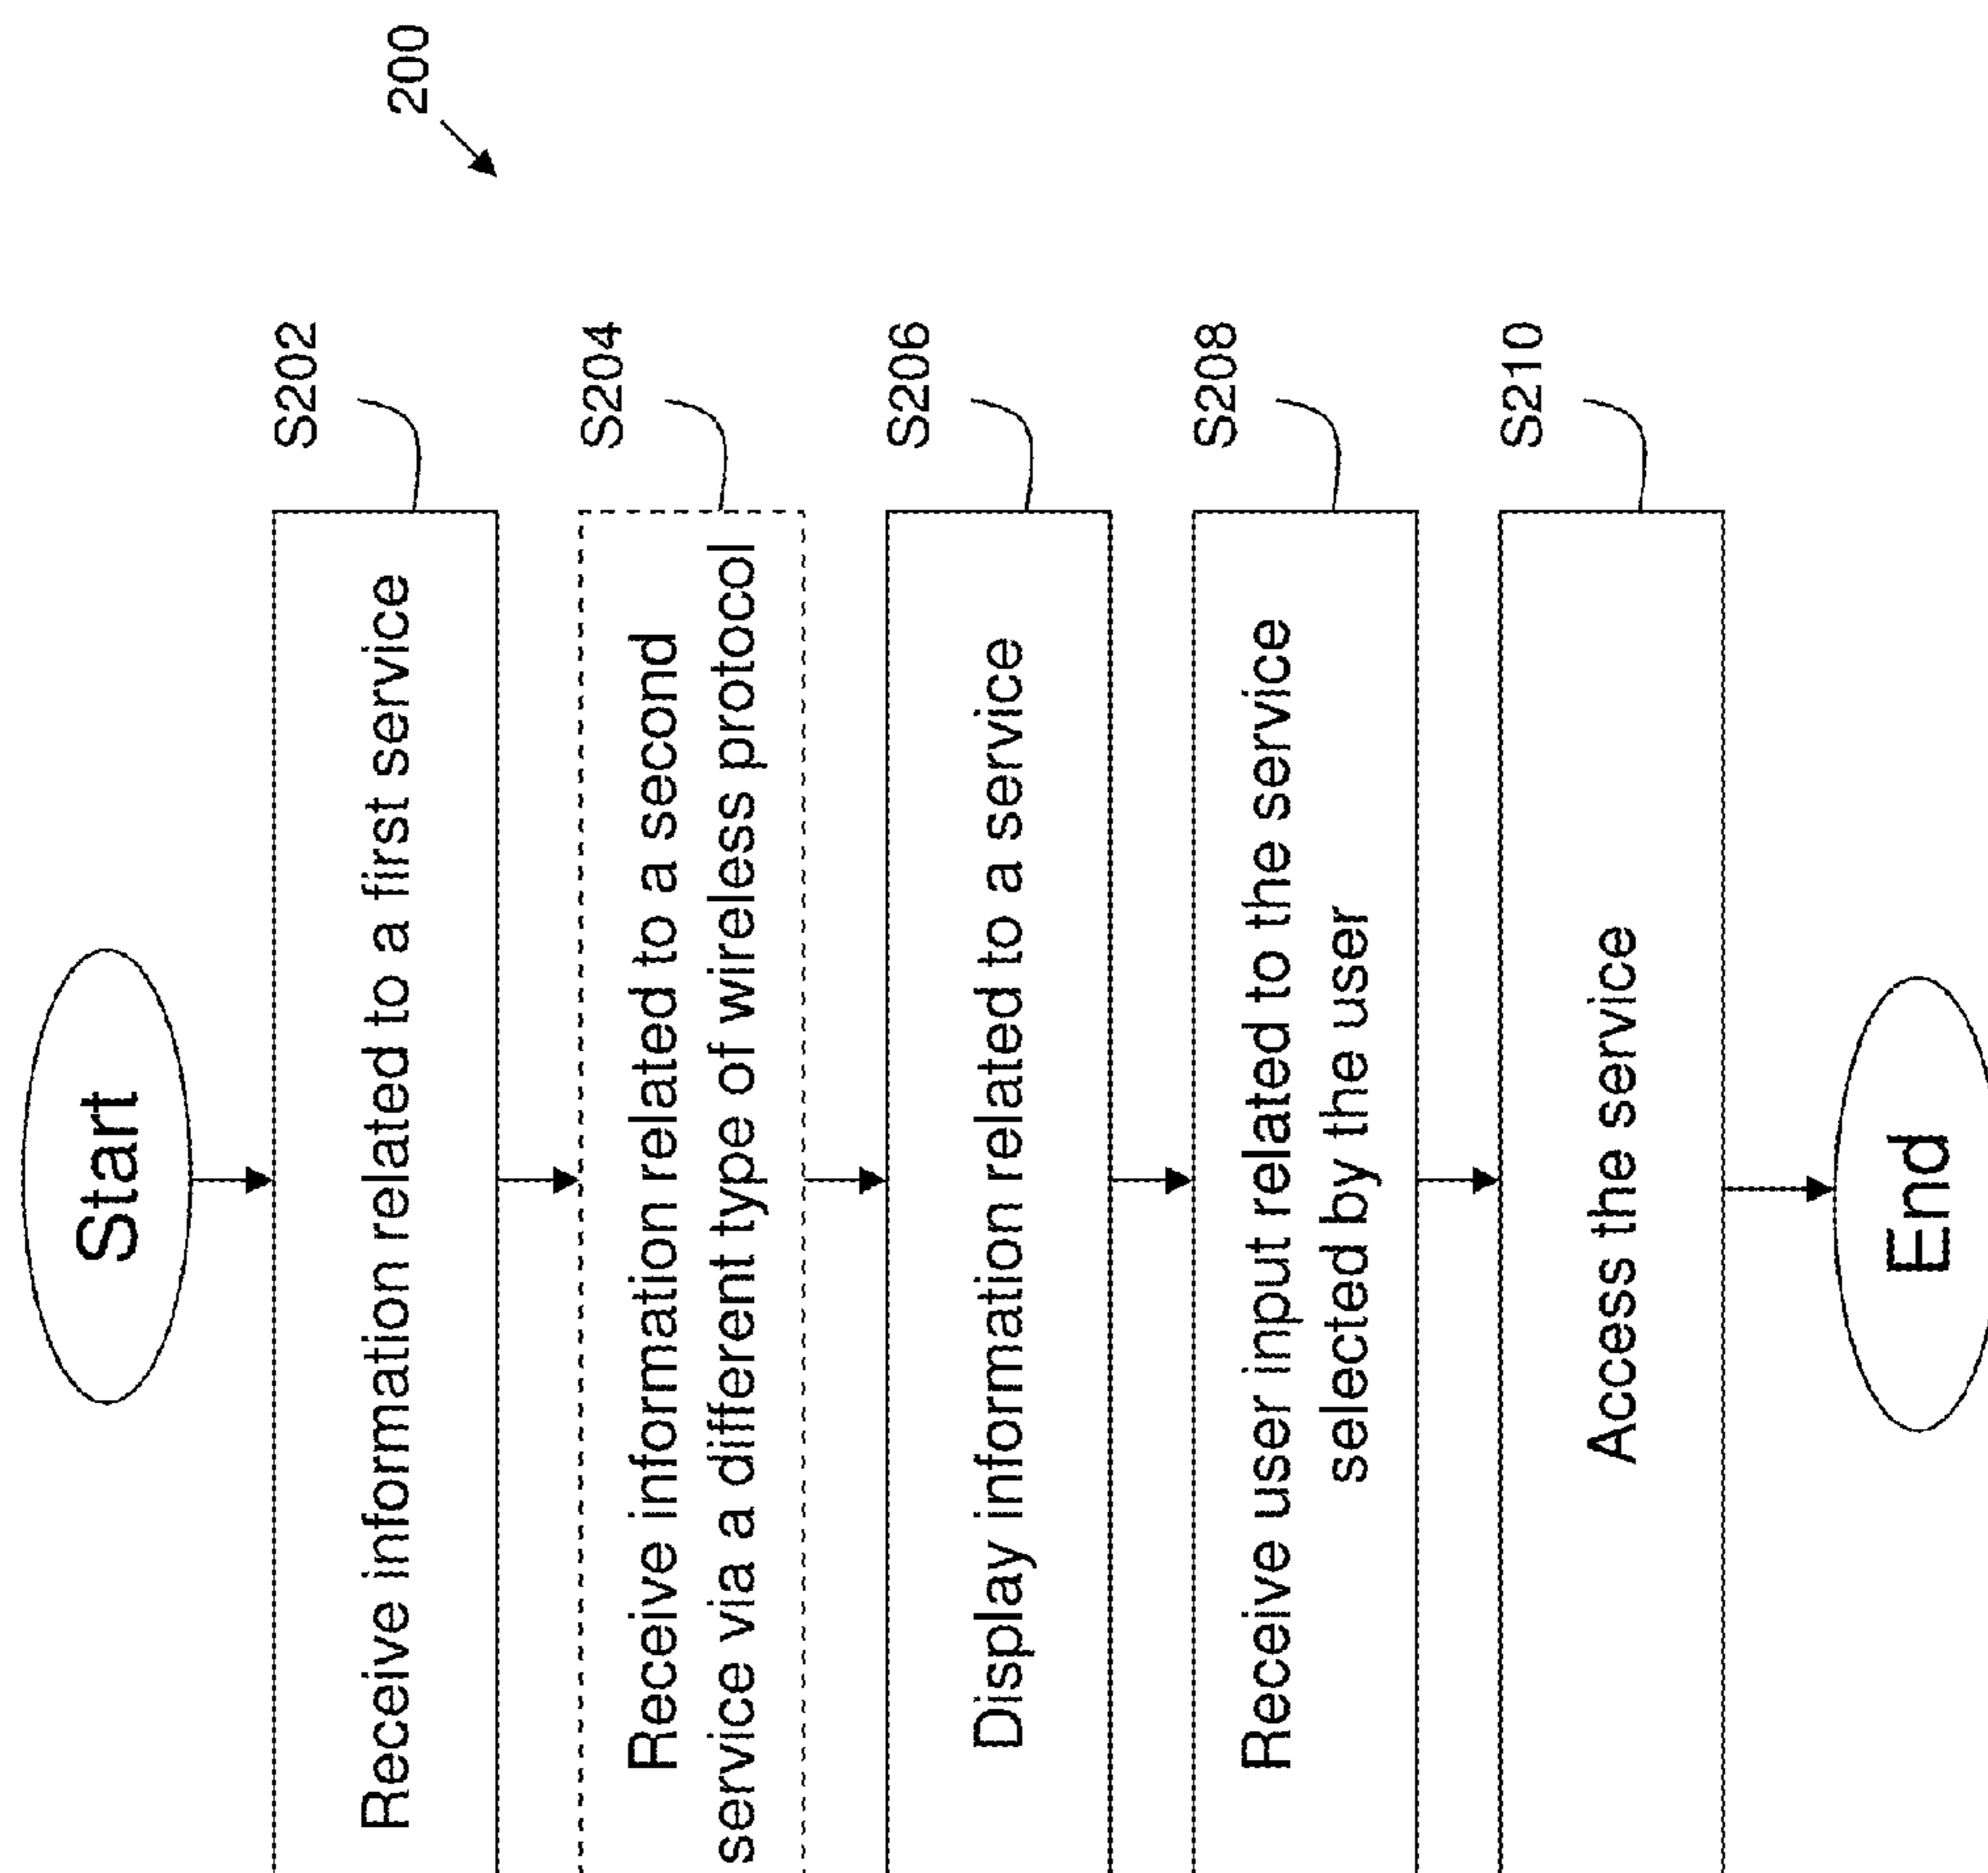 200
Start
Receive information related to a first service
S202
Receive information related to a second
service via a different type of wireless protocol
S204
Display information related to a service
S206
Receive user input related to the service
selected by the user
S208
Access the service
S210
End